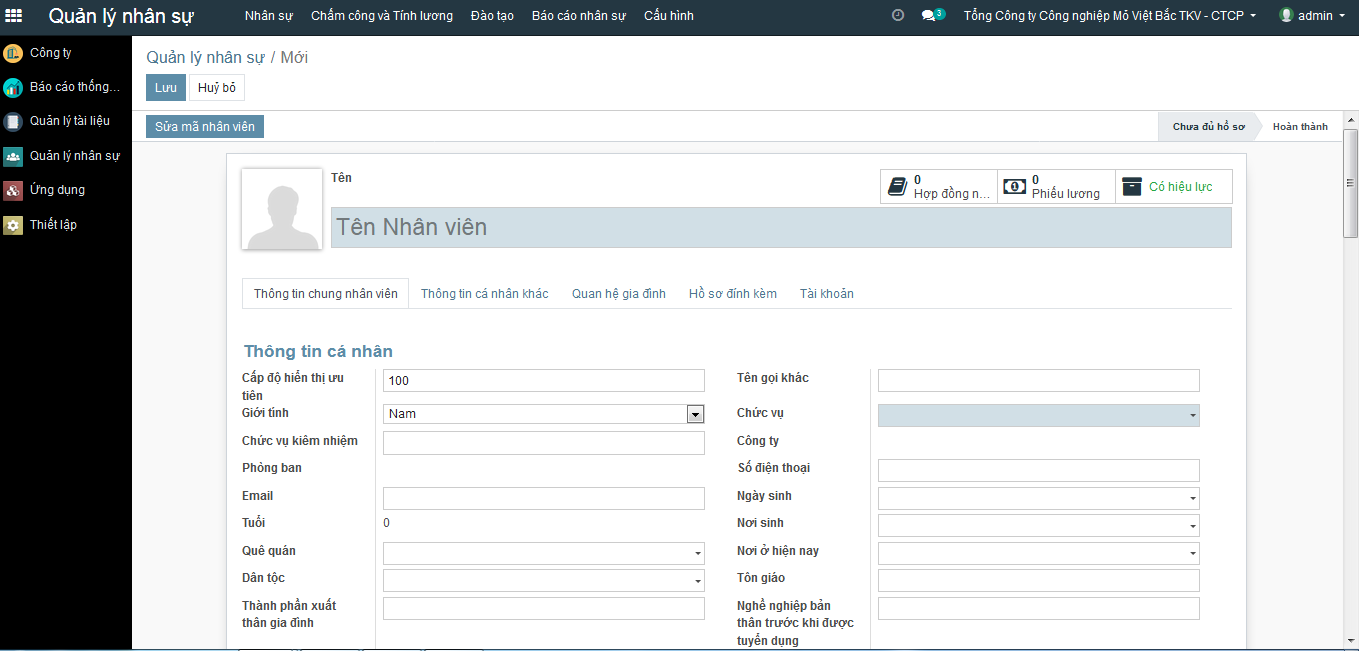 Quản lý nhân sự
Nhân sự Chấm công và Tính lương Đào tạo Báo cáo nhân sự Cấu hình
3 Tổng Công ty Công nghiệp Mỏ Việt Bắc TKV - CTCP admin
Công ty
Báo cáo thống...
Quản lý tài liệu
Quản lý nhân sự
Ứng dụng
Thiết lập
Quản lý nhân sự / Mới
Lưu Huỷ bỏ
Sửa mã nhân viên
Chưa đủ hồ sơ Hoàn thành
Tên
Tên Nhân viên
0
Hợp đồng n...
0
Phiếu lương
Có hiệu lực
Thông tin chung nhân viên Thông tin cá nhân khác Quan hệ gia đình Hồ sơ đính kèm Tài khoản
Thông tin cá nhân
Cấp độ hiển thị ưu
tiên
100
Tên gọi khác
Giới tính Nam
Chức vụ
Chức vụ kiêm nhiệm
Công ty
Phòng ban
Số điện thoại
Email
Ngày sinh
Tuổi 0
Nơi sinh
Quê quán
Nơi ở hiện nay
Dân tộc
Tôn giáo
Thành phần xuất
thân gia đình
Nghề nghiệp bản
thân trước khi được
tuyển dụng